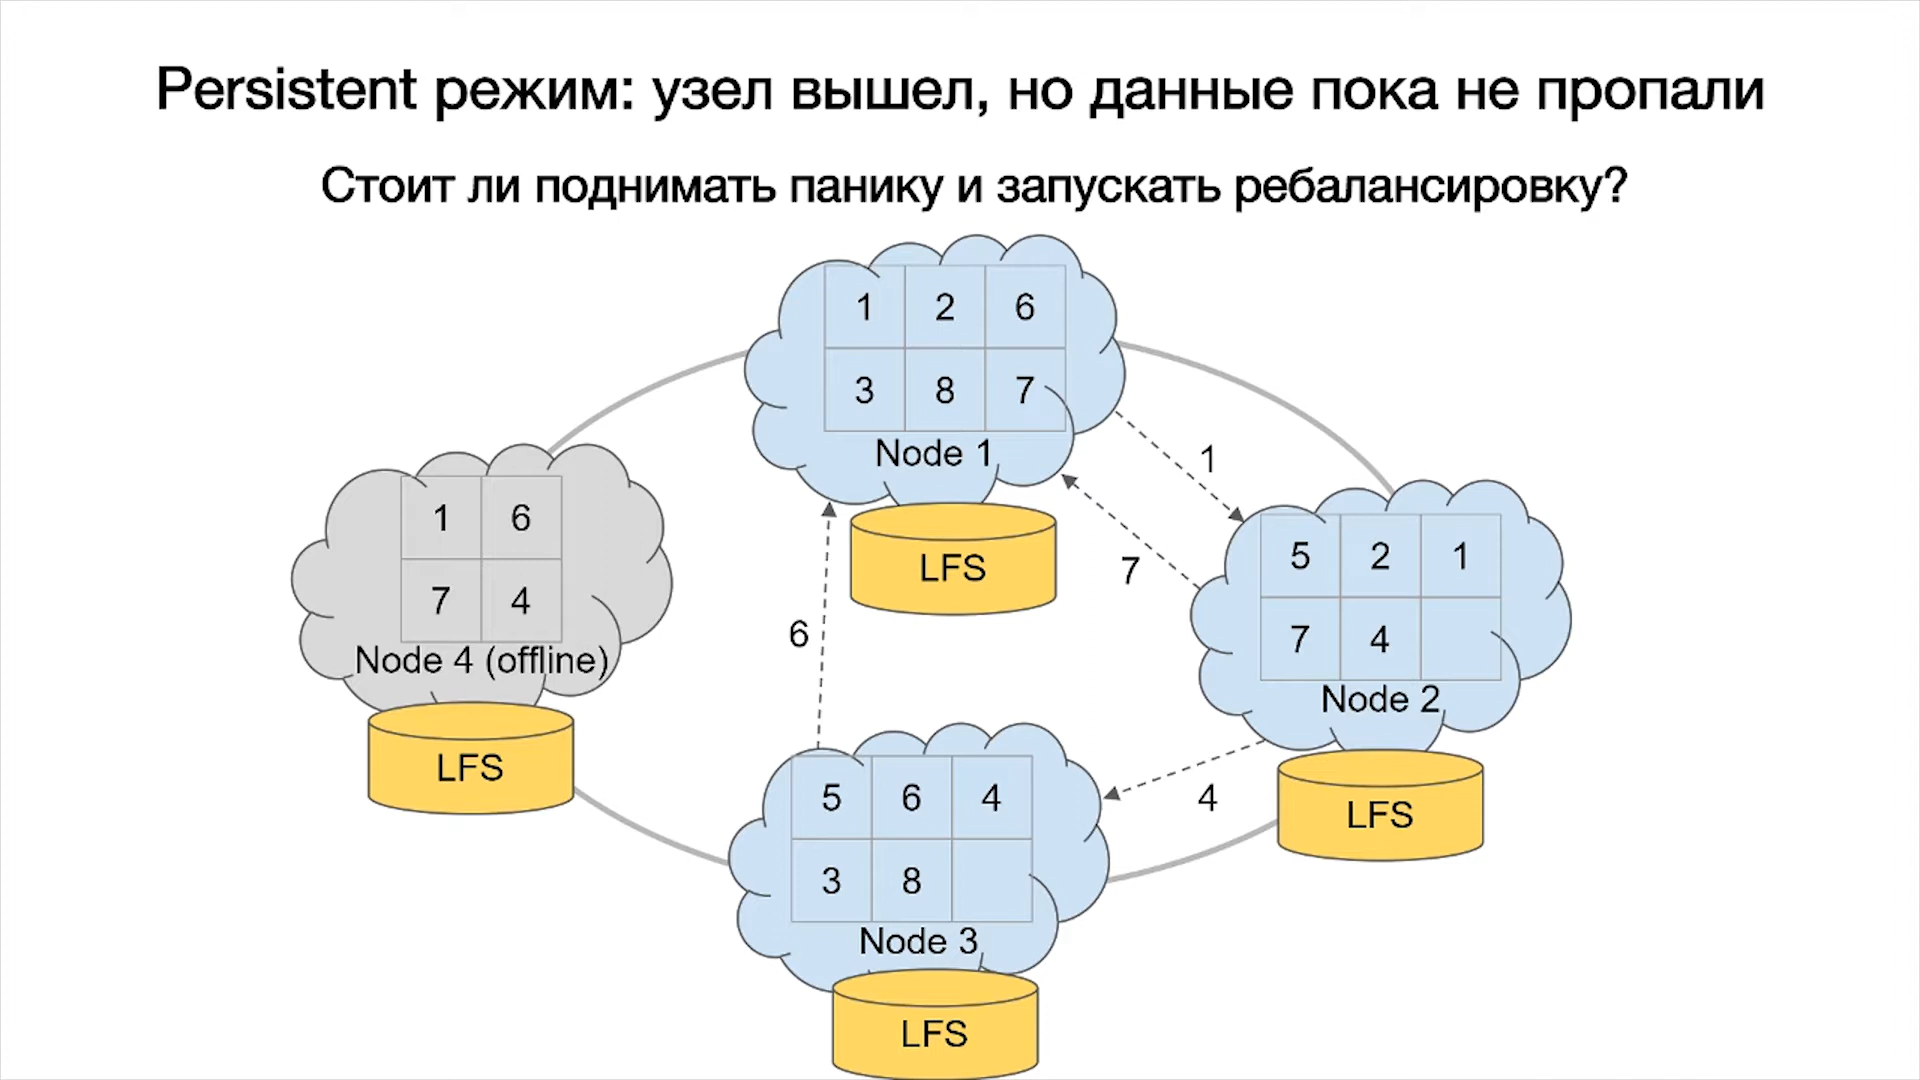 Persistent режим: узел вышел, но данные пока не пропали
Стоит ли поднимать панику и запускать ребалансировку?
1 2 6
3 8 7
Node 1
LFS
1
7
6
4
1 6
7 4
Node 4 (offline)
LFS
5 2 1
7 4
Node 2
LFS
5 6 4
3 8
Node 3
LFS